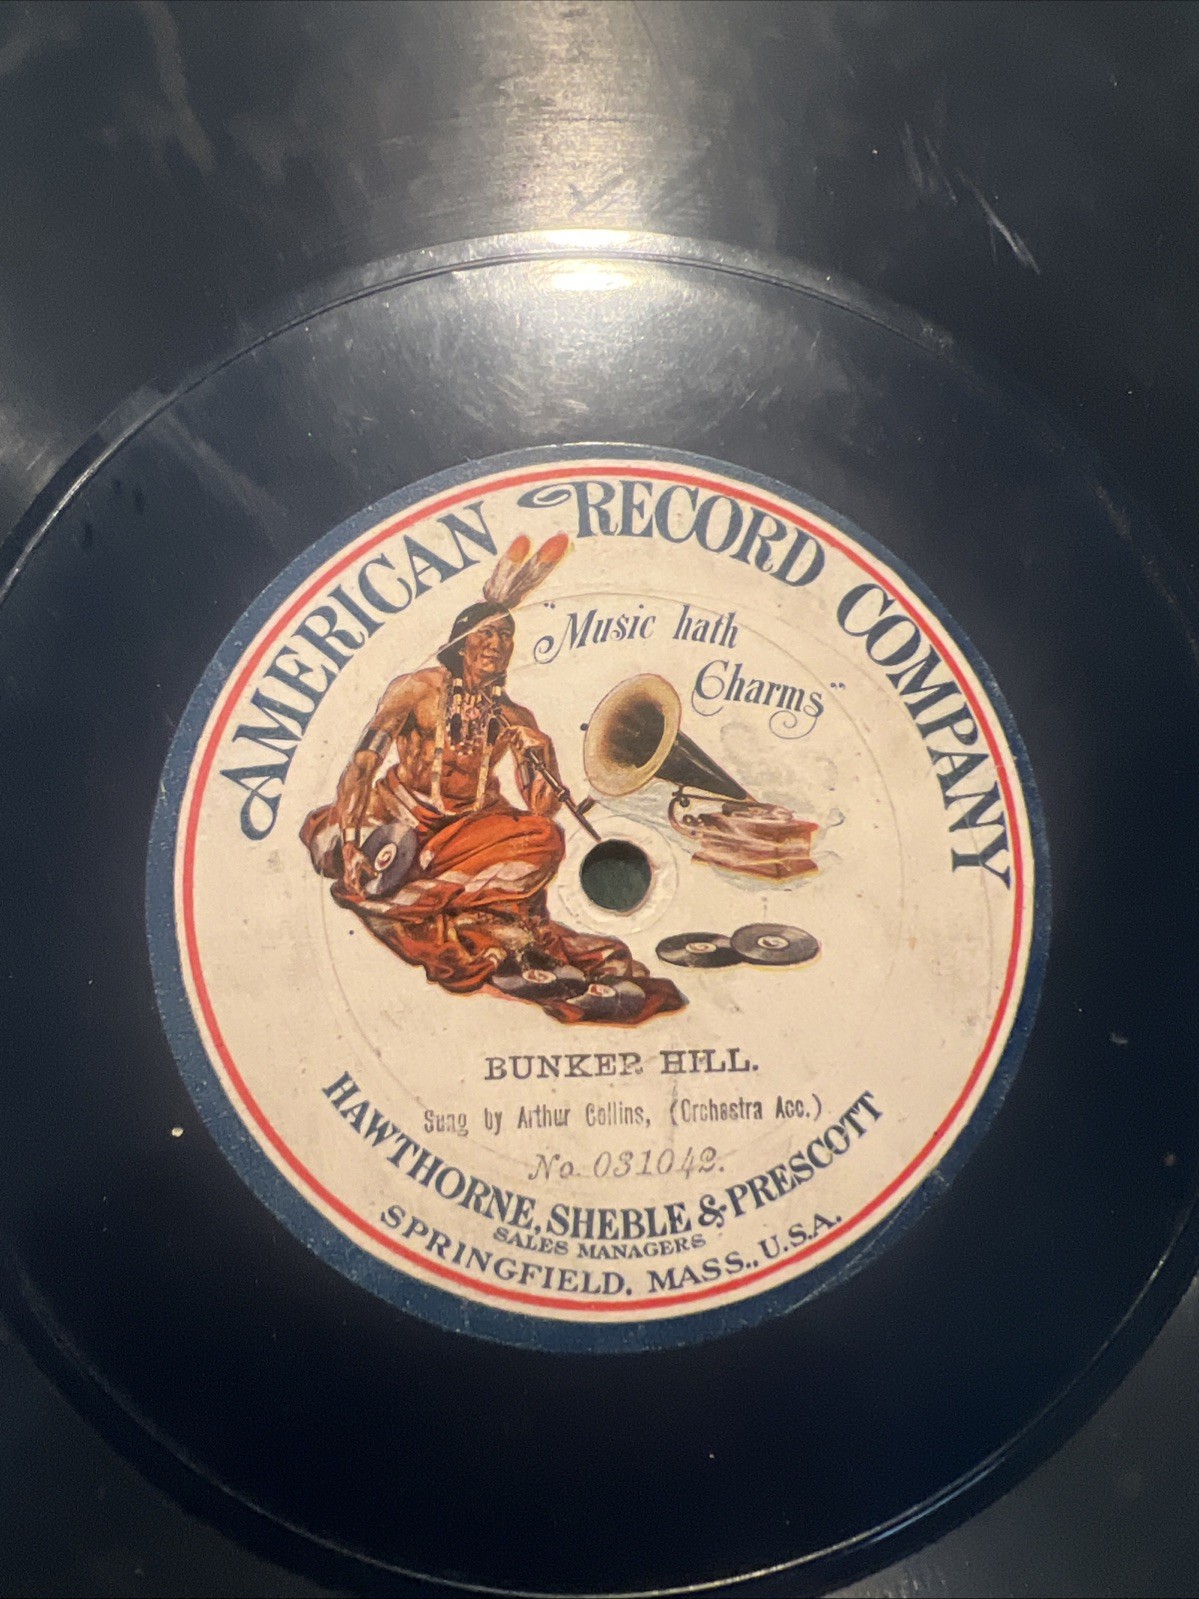 AMERICAN RECORD COMPANY
"Music hath
Charms"
BUNKER HILL.
Sung by Arthur Collins, (Orchestra Acc.)
No. 031042.
HAWTHORNE, SHEBLE & PRESCOTT
SALES MANAGERS
SPRINGFIELD, MASS., U.S.A.